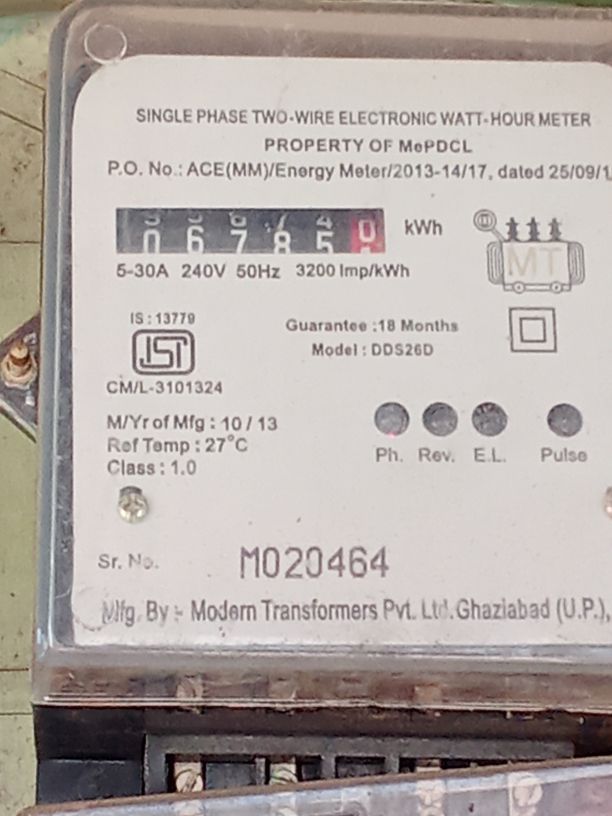 SINGLE PHASE TWO-WIRE ELECTRONIC WATT-HOUR METER
PROPERTY OF MePDCL
P.O. No.: ACE(MM)/Energy Meter/2013-14/17, dated 25/09/1
067850 kWh
5-30A 240V 50Hz 3200 Imp/kWh
MT
IS : 13779
Guarantee :18 Months
Model : DDS26D
ISI
CM/L-3101324
M/Yr of Mfg : 10 / 13
Ref Temp : 27°C
Class : 1.0
Ph. Rev. E.L. Pulse
Sr. No. M020464
Mfg. By :- Modern Transformers Pvt. Ltd. Ghaziabad (U.P.),